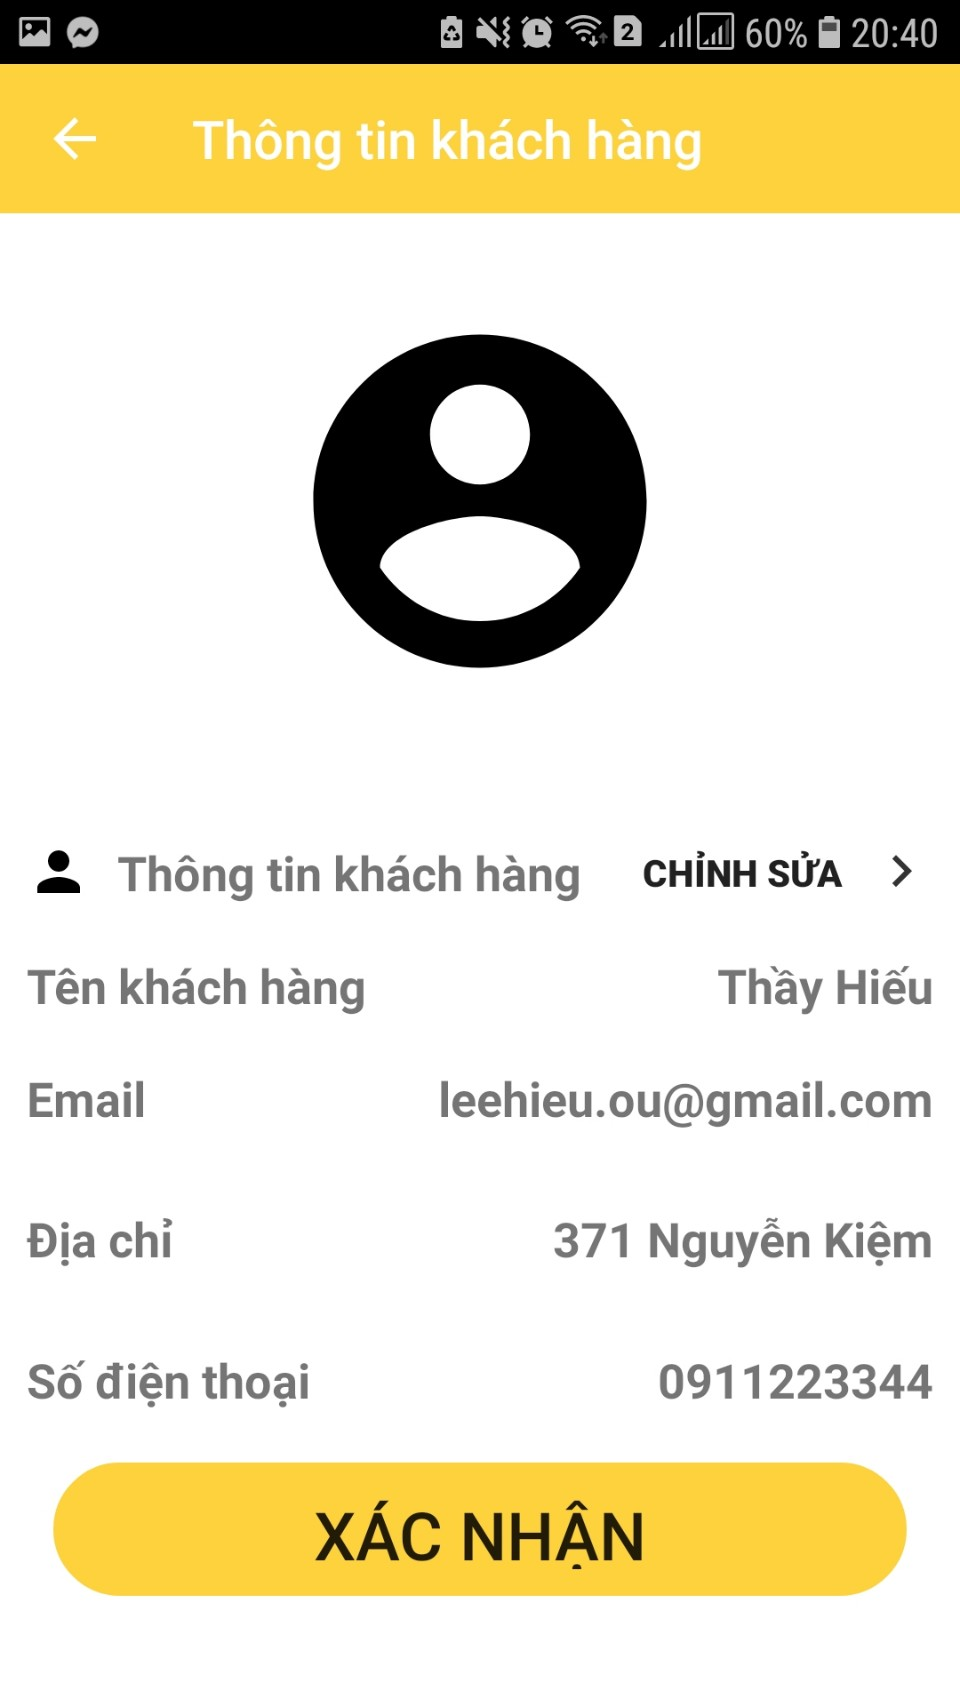 2 60% 20:40
Thông tin khách hàng
Thông tin khách hàng CHỈNH SỬA
Tên khách hàng Thầy Hiếu
Email leehieu.ou@gmail.com
Địa chỉ 371 Nguyễn Kiệm
Số điện thoại 0911223344
XÁC NHẬN